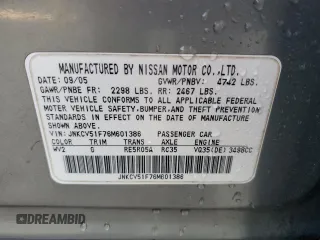 MANUFACTURED BY NISSAN MOTOR CO.,LTD.
DATE: 09/05 GVWR/PNBV: 4742 LBS.
GAWR/PNBE FR: 2298 LBS. RR: 2467 LBS.
THIS VEHICLE CONFORMS TO ALL APPLICABLE FEDERAL
MOTOR VEHICLE SAFETY, BUMPER, AND THEFT
PREVENTION STANDARDS IN EFFECT ON THE DATE OF
MANUFACTURE SHOWN ABOVE.
VIN: JNKCV51F76M601386 PASSENGER CAR
COLOR TRIM TRANS AXLE ENGINE
WV2 G RE5R05A RC35 VQ35(DE) 3498CC
JNKCV51F76M601386
AUTOBIDMASTER